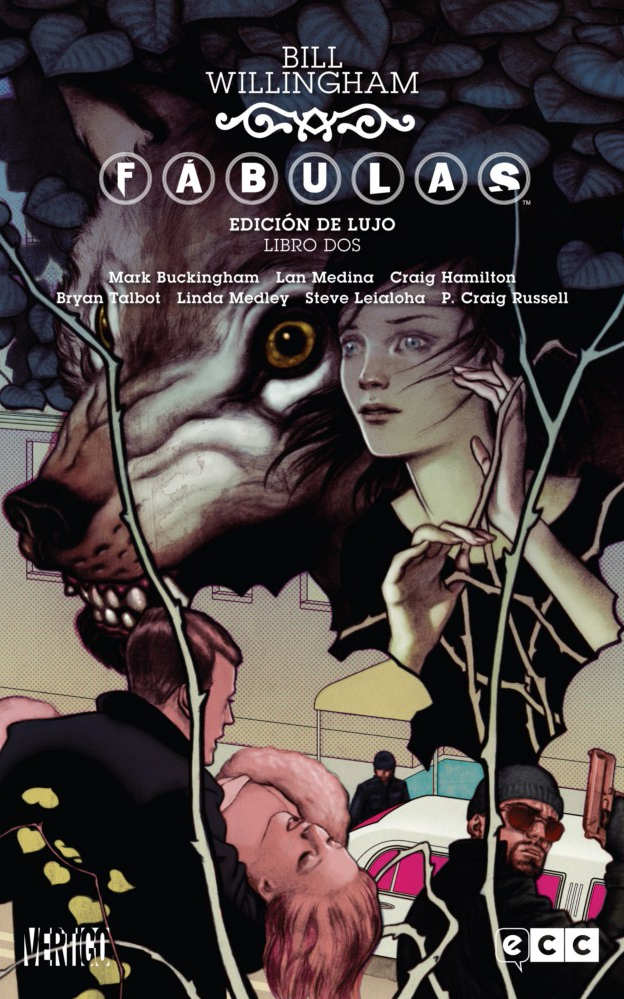 BILL
WILLINGHAM
FÁBULAS
™
EDICIÓN DE LUJO
LIBRO DOS
Mark Buckingham Lan Medina Craig Hamilton
Bryan Talbot Linda Medley Steve Leialoha P. Craig Russell
VERTIGO
ecc